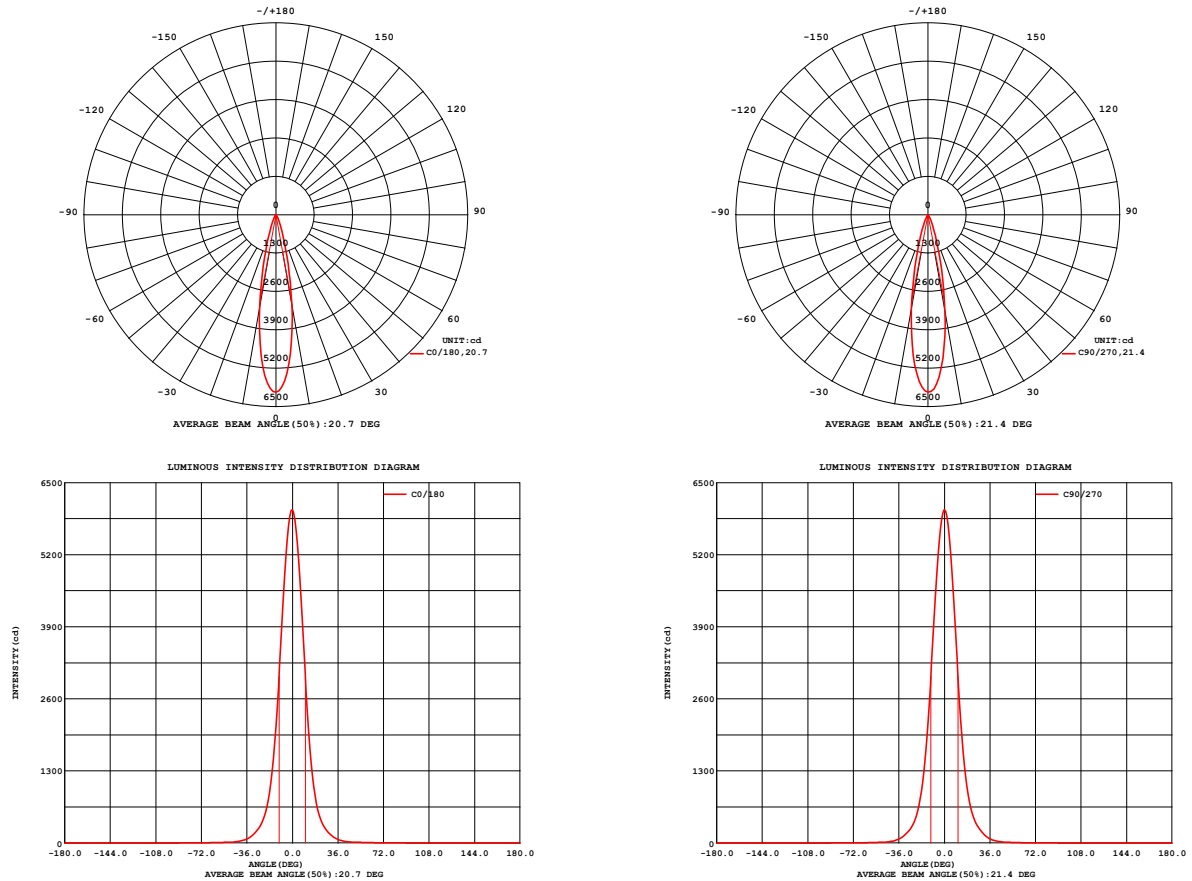 -/+180
-150
150
-120
120
0
-90
90
1300
2600
-60
60
3900
UNIT:cd
C0/180,20.7
5200
-30
30
6500
0
AVERAGE BEAM ANGLE(50%):20.7 DEG
-/+180
-150
150
-120
120
0
-90
90
1300
2600
-60
60
3900
UNIT:cd
C90/270,21.4
5200
-30
30
6500
0
AVERAGE BEAM ANGLE(50%):21.4 DEG
LUMINOUS INTENSITY DISTRIBUTION DIAGRAM
6500
C0/180
5200
3900
INTENSITY(cd)
2600
1300
0
-180.0 -144.0 -108.0 -72.0 -36.0 0.0 36.0 72.0 108.0 144.0 180.0
ANGLE(DEG)
AVERAGE BEAM ANGLE(50%):20.7 DEG
LUMINOUS INTENSITY DISTRIBUTION DIAGRAM
6500
C90/270
5200
3900
INTENSITY(cd)
2600
1300
0
-180.0 -144.0 -108.0 -72.0 -36.0 0.0 36.0 72.0 108.0 144.0 180.0
ANGLE(DEG)
AVERAGE BEAM ANGLE(50%):21.4 DEG